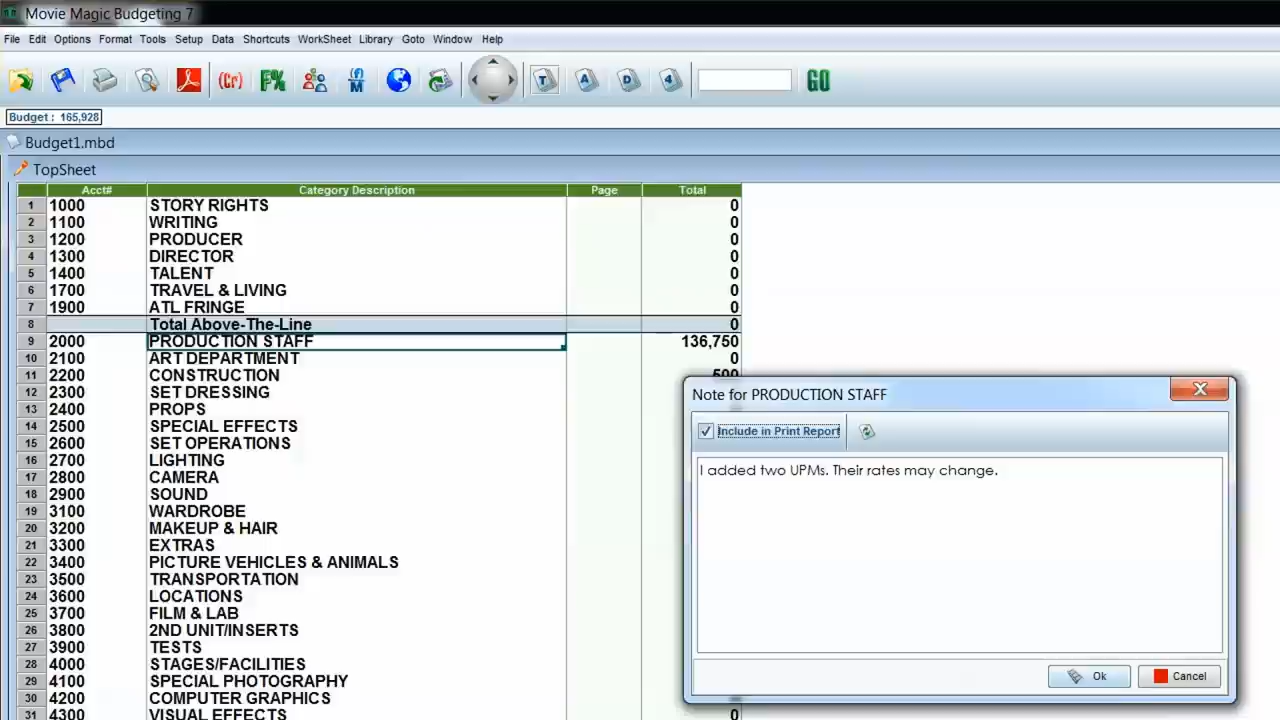 Movie Magic Budgeting 7
File Edit Options Format Tools Setup Data Shortcuts WorkSheet Library Goto Window Help
(Cr) F% f M T A D 4 GO
Budget : 165,928
Budget1.mbd
TopSheet
Acct# Category Description Page Total
1 1000 STORY RIGHTS 0
2 1100 WRITING 0
3 1200 PRODUCER 0
4 1300 DIRECTOR 0
5 1400 TALENT 0
6 1700 TRAVEL & LIVING 0
7 1900 ATL FRINGE 0
8 Total Above-The-Line 0
9 2000 PRODUCTION STAFF 136,750
10 2100 ART DEPARTMENT 0
11 2200 CONSTRUCTION 500
12 2300 SET DRESSING
13 2400 PROPS
14 2500 SPECIAL EFFECTS
15 2600 SET OPERATIONS
16 2700 LIGHTING
17 2800 CAMERA
18 2900 SOUND
19 3100 WARDROBE
20 3200 MAKEUP & HAIR
21 3300 EXTRAS
22 3400 PICTURE VEHICLES & ANIMALS
23 3500 TRANSPORTATION
24 3600 LOCATIONS
25 3700 FILM & LAB
26 3800 2ND UNIT/INSERTS
27 3900 TESTS
28 4000 STAGES/FACILITIES
29 4100 SPECIAL PHOTOGRAPHY
30 4200 COMPUTER GRAPHICS
31 4300 VISUAL EFFECTS 0
Note for PRODUCTION STAFF
Include in Print Report
I added two UPMs. Their rates may change.
Ok Cancel